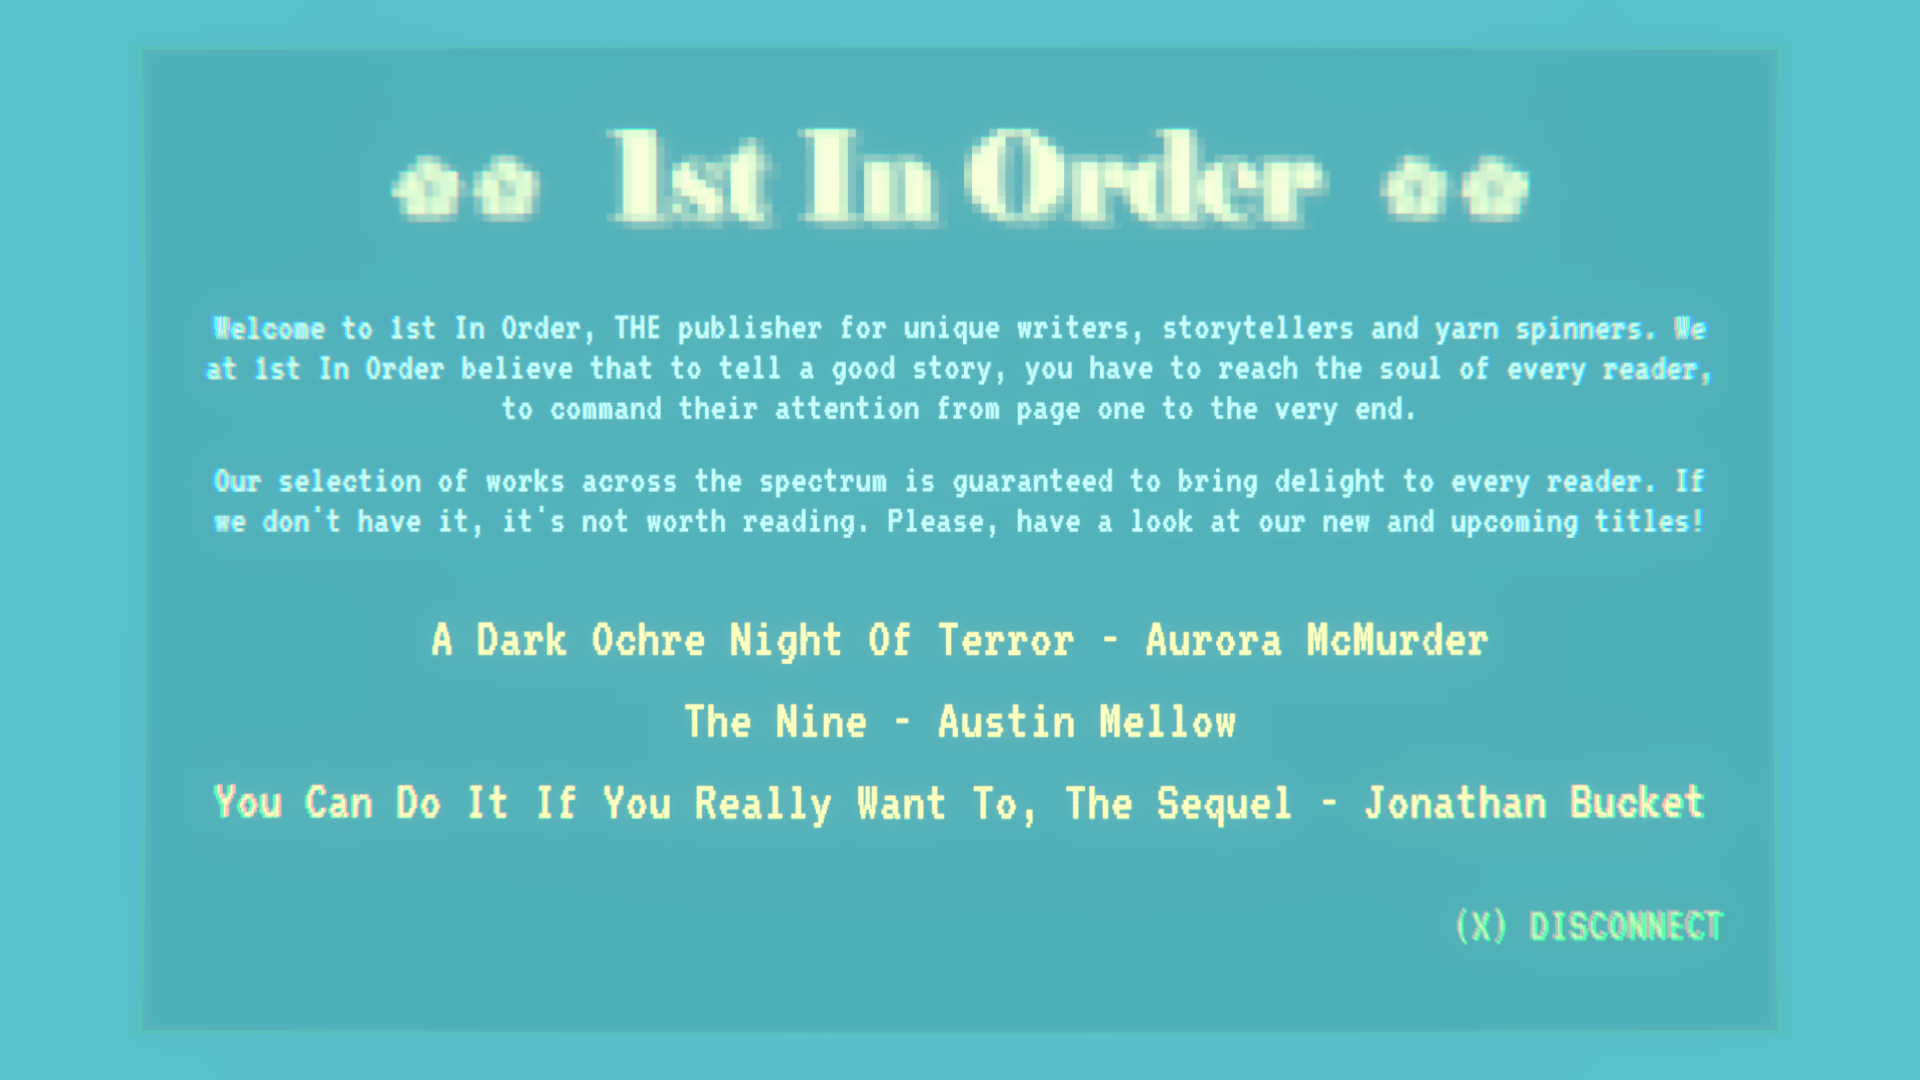 1st In Order
Welcome to 1st In Order, THE publisher for unique writers, storytellers and yarn spinners. We
at 1st In Order believe that to tell a good story, you have to reach the soul of every reader,
to command their attention from page one to the very end.
Our selection of works across the spectrum is guaranteed to bring delight to every reader. If
we don't have it, it's not worth reading. Please, have a look at our new and upcoming titles!
A Dark Ochre Night Of Terror - Aurora McMurder
The Nine - Austin Mellow
You Can Do It If You Really Want To, The Sequel - Jonathan Bucket
(X) DISCONNECT